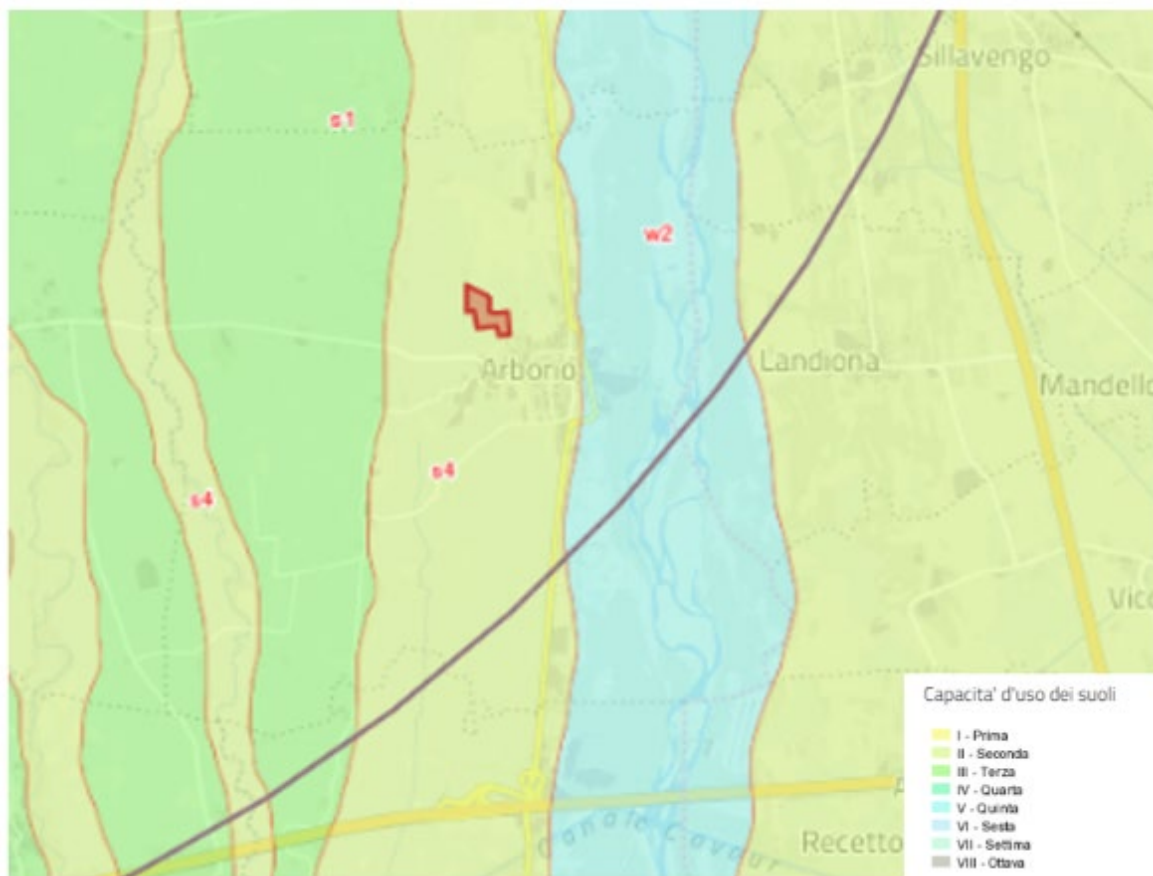 Sillavengo
s1
w2
Arborio
Landiona
Mandello
s4
s4
Vico
Canale Cavour
Recetto
Capacita' d'uso dei suoli
I - Prima
II - Seconda
III - Terza
IV - Quarta
V - Quinta
VI - Sesta
VII - Settima
VIII - Ottava